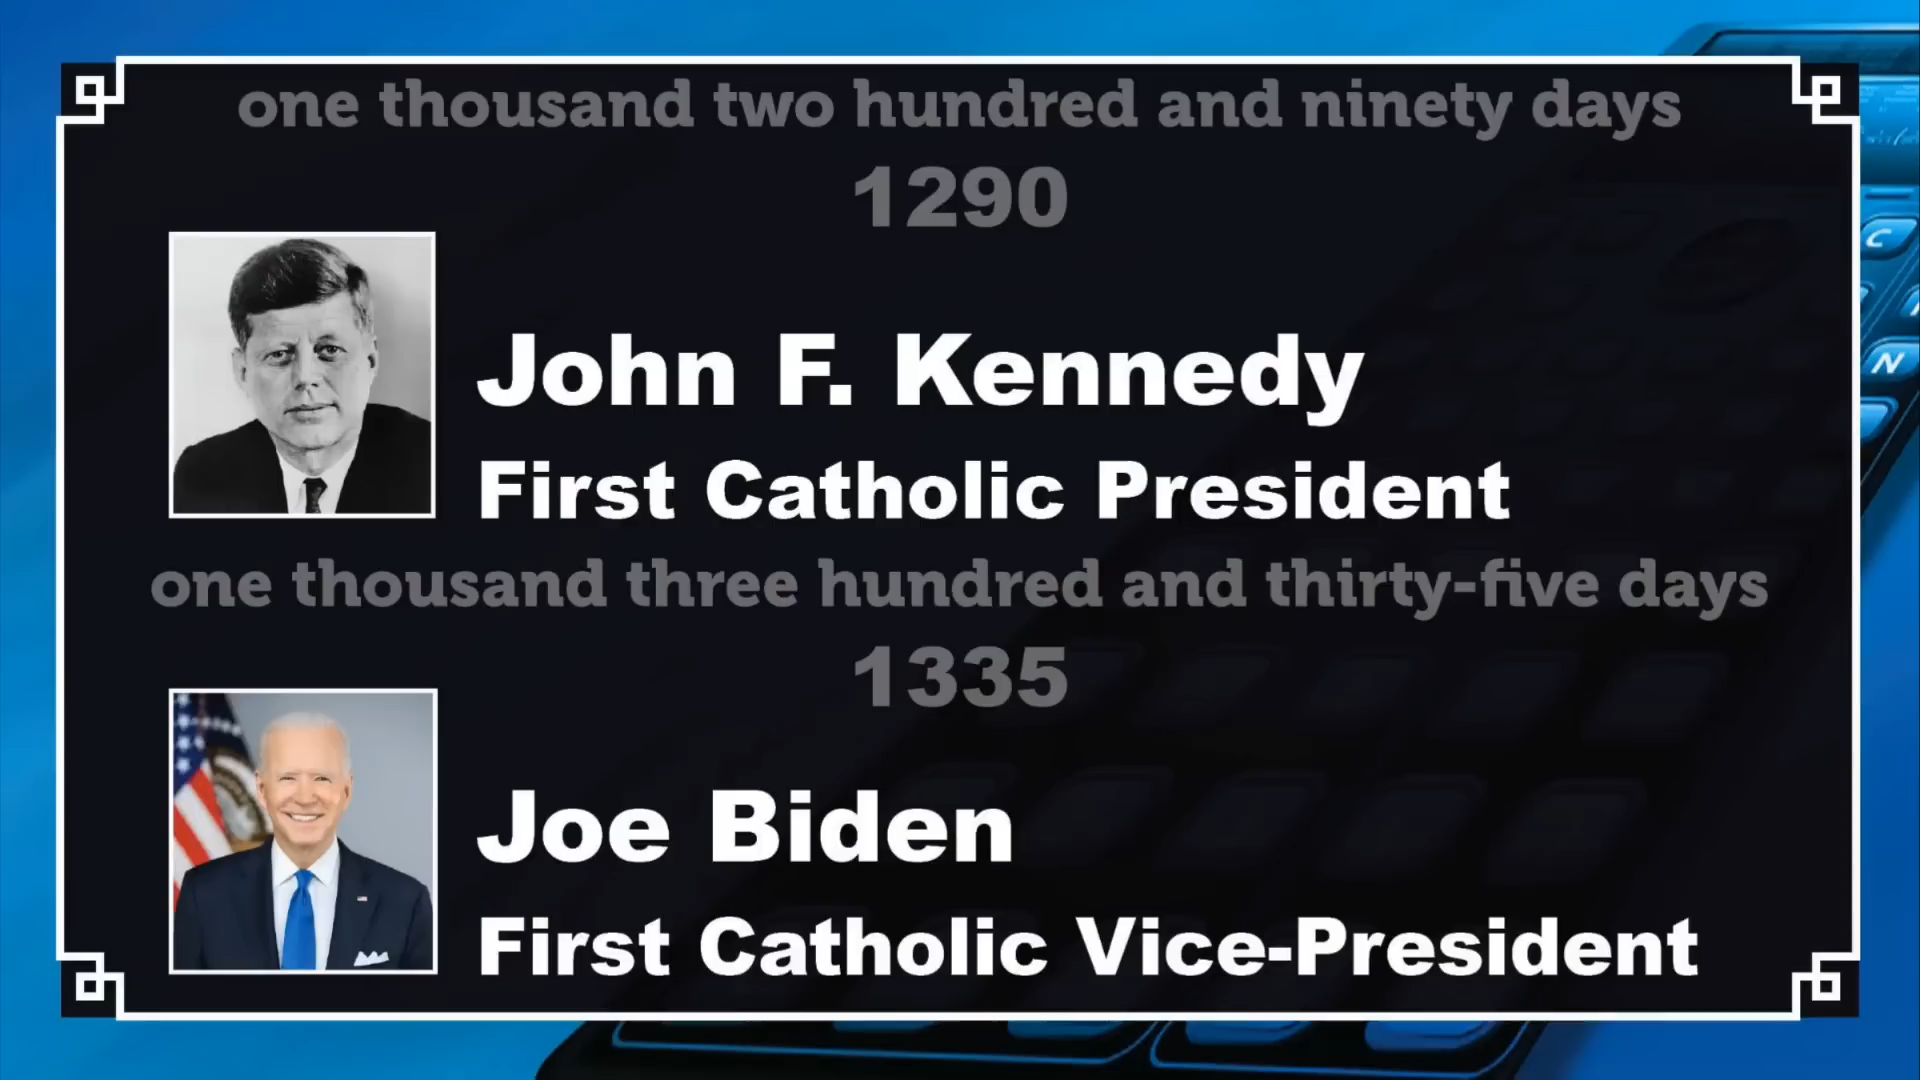 one thousand two hundred and ninety days
1290
John F. Kennedy
First Catholic President
one thousand three hundred and thirty-five days
1335
Joe Biden
First Catholic Vice-President
C
N